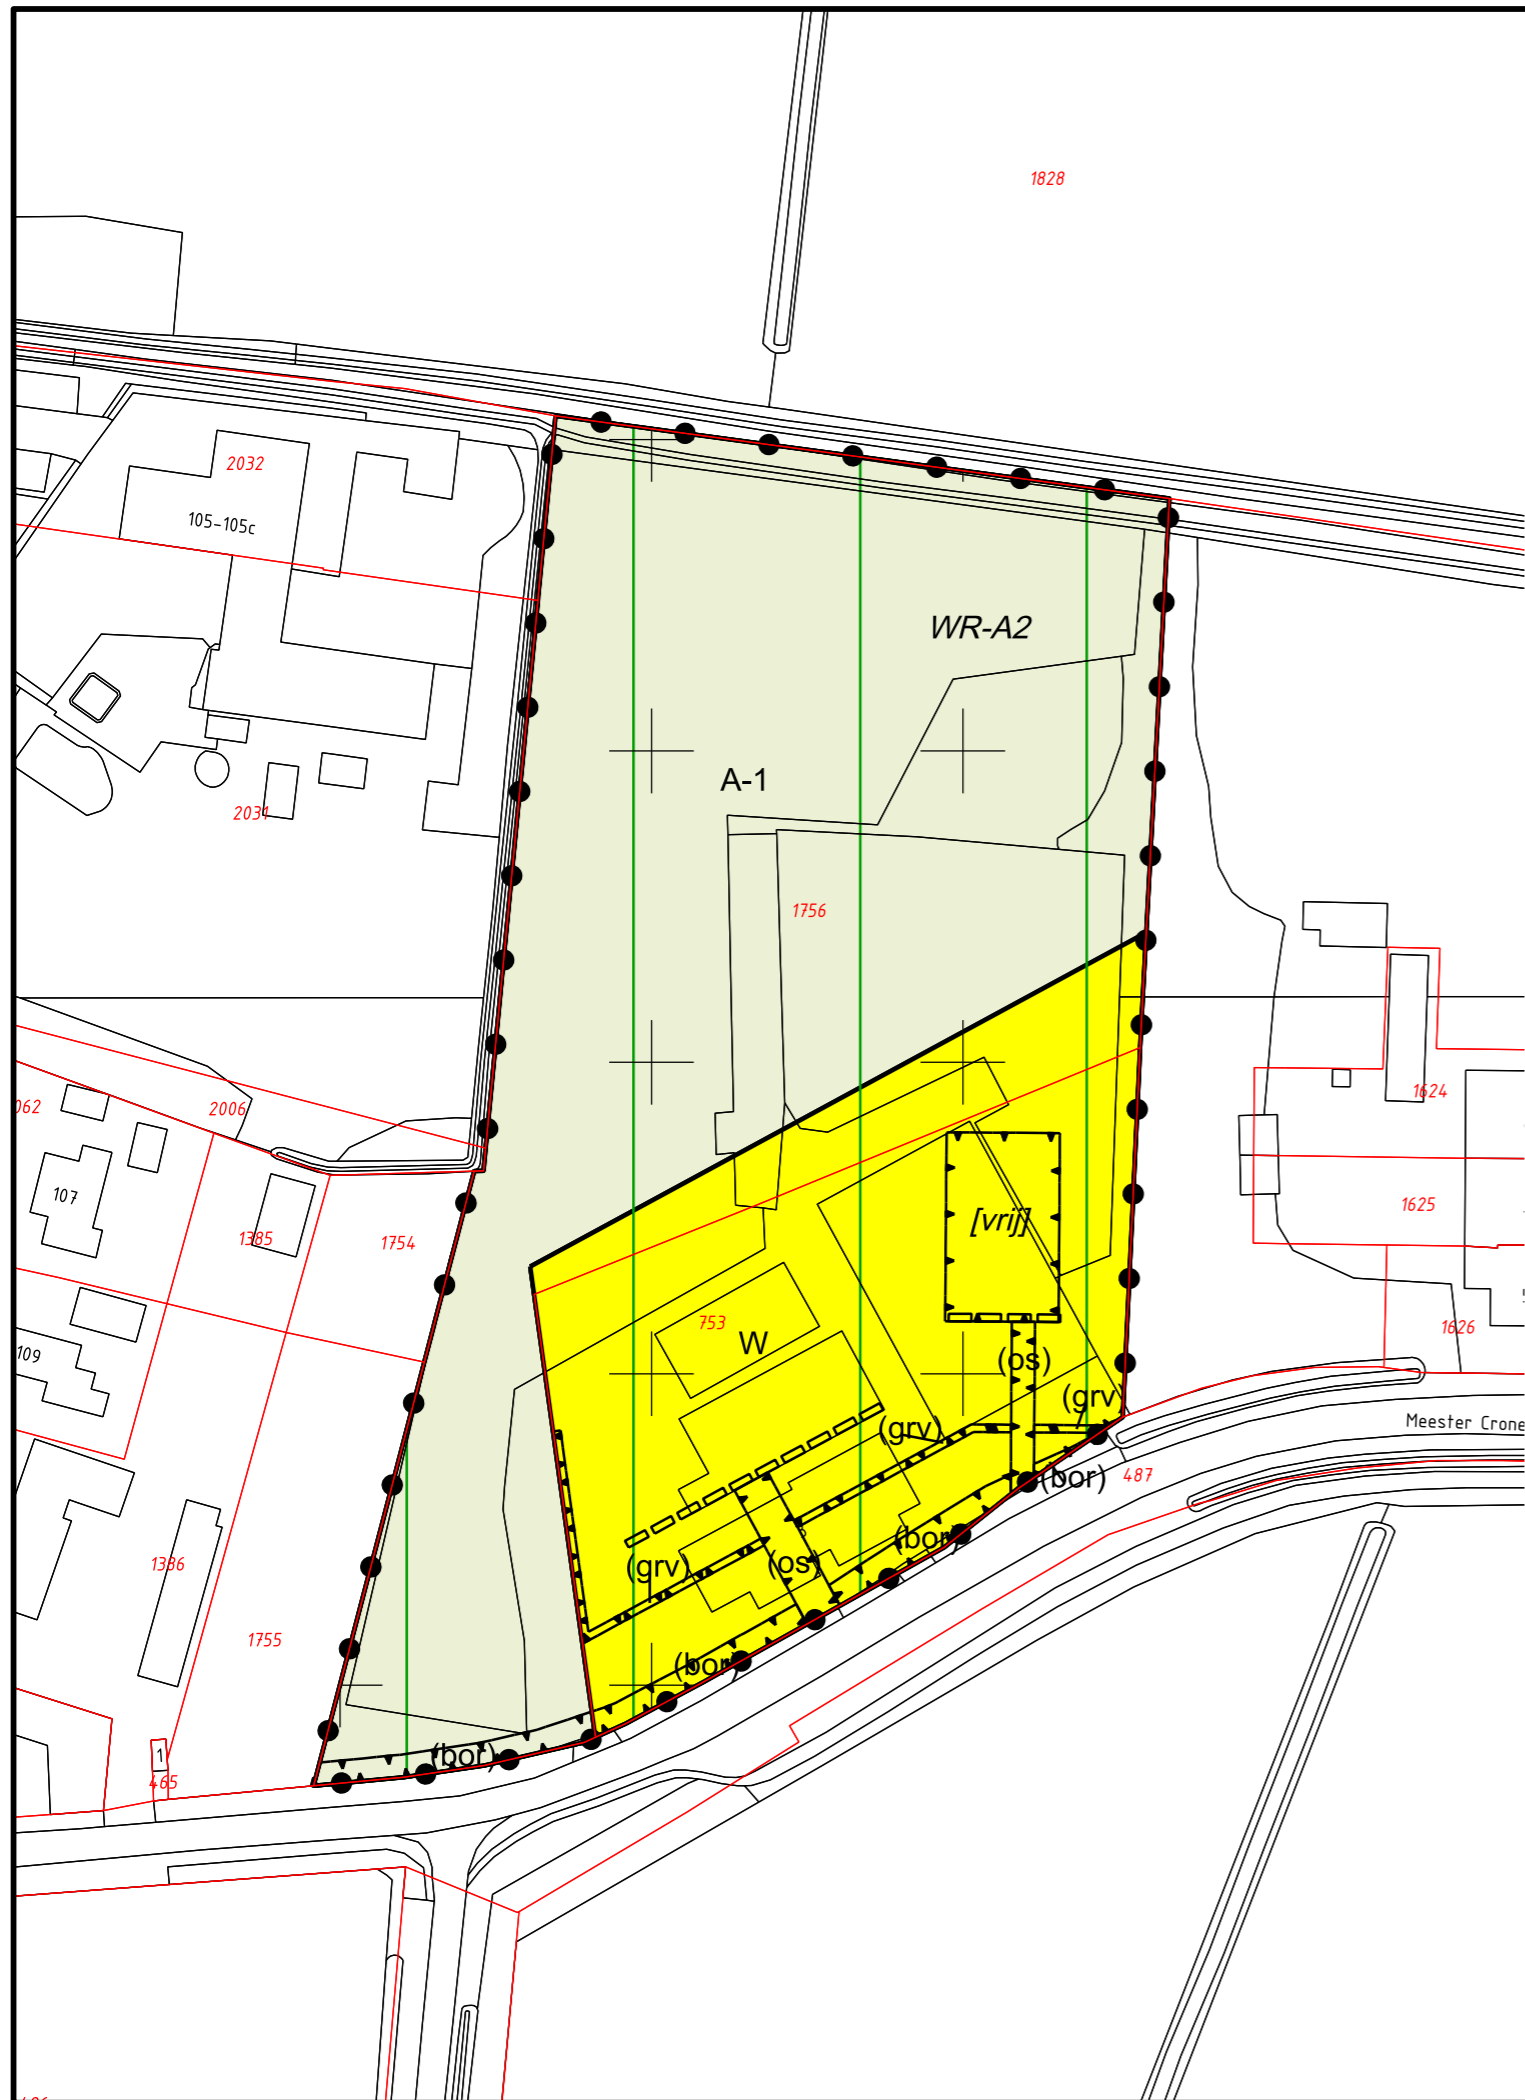 1828
2032
105-105c
WR-A2
A-1
2031
1756
062
2006
1624
107
1385
1754
[vrij]
1625
753
W
1626
109
(os)
(grv)
(grv
Meester Crone
(bor)
487
(bor)
1386
(grv)
(os)
1755
(bor)
(bor)
1
465